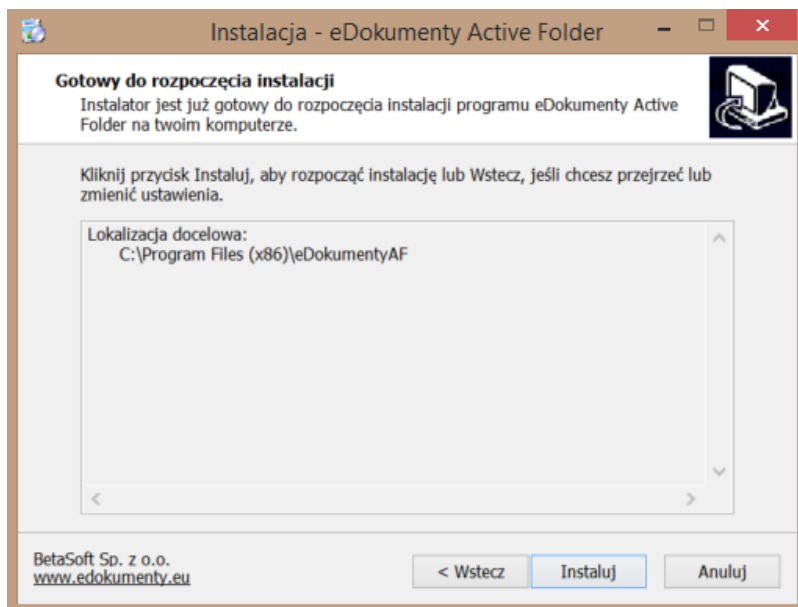 Instalacja - eDokumenty Active Folder
Gotowy do rozpoczęcia instalacji
Instalator jest już gotowy do rozpoczęcia instalacji programu eDokumenty Active
Folder na twoim komputerze.
Kliknij przycisk Instaluj, aby rozpocząć instalację lub Wstecz, jeśli chcesz przejrzeć lub
zmienić ustawienia.
Lokalizacja docelowa:
C:\Program Files (x86)\eDokumentyAF
BetaSoft Sp. z o.o.
www.edokumenty.eu
< Wstecz
Instaluj
Anuluj